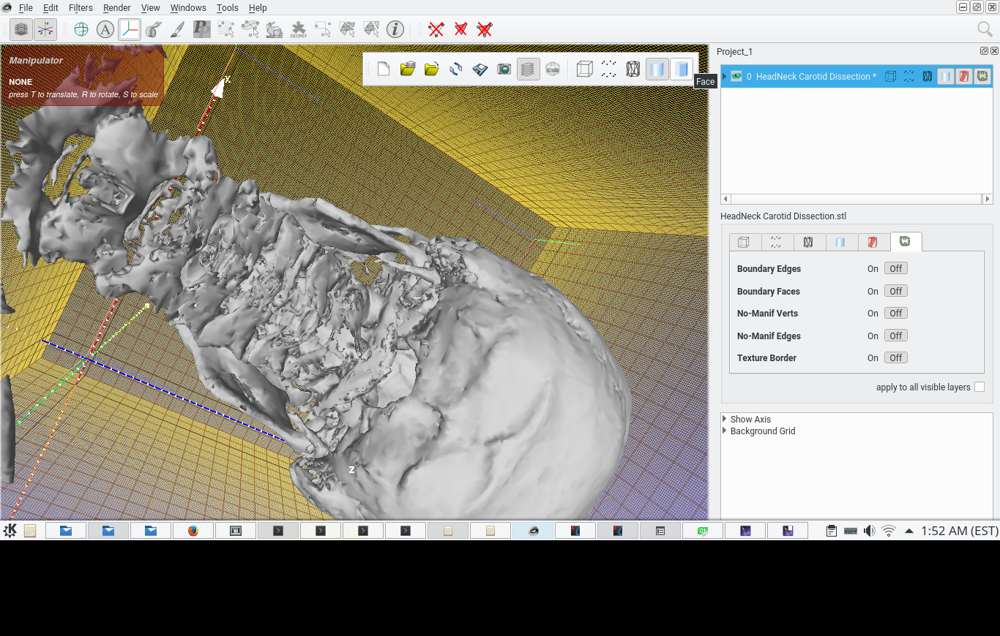 File Edit Filters Render View Windows Tools Help
A
GEOREF
Manipulator
NONE
press T to translate, R to rotate, S to scale
X
Face
Z
Project_1
0 HeadNeck Carotid Dissection *
HeadNeck Carotid Dissection.stl
Boundary Edges On Off
Boundary Faces On Off
No-Manif Verts On Off
No-Manif Edges On Off
Texture Border On Off
apply to all visible layers
Show Axis
Background Grid
1:52 AM (EST)